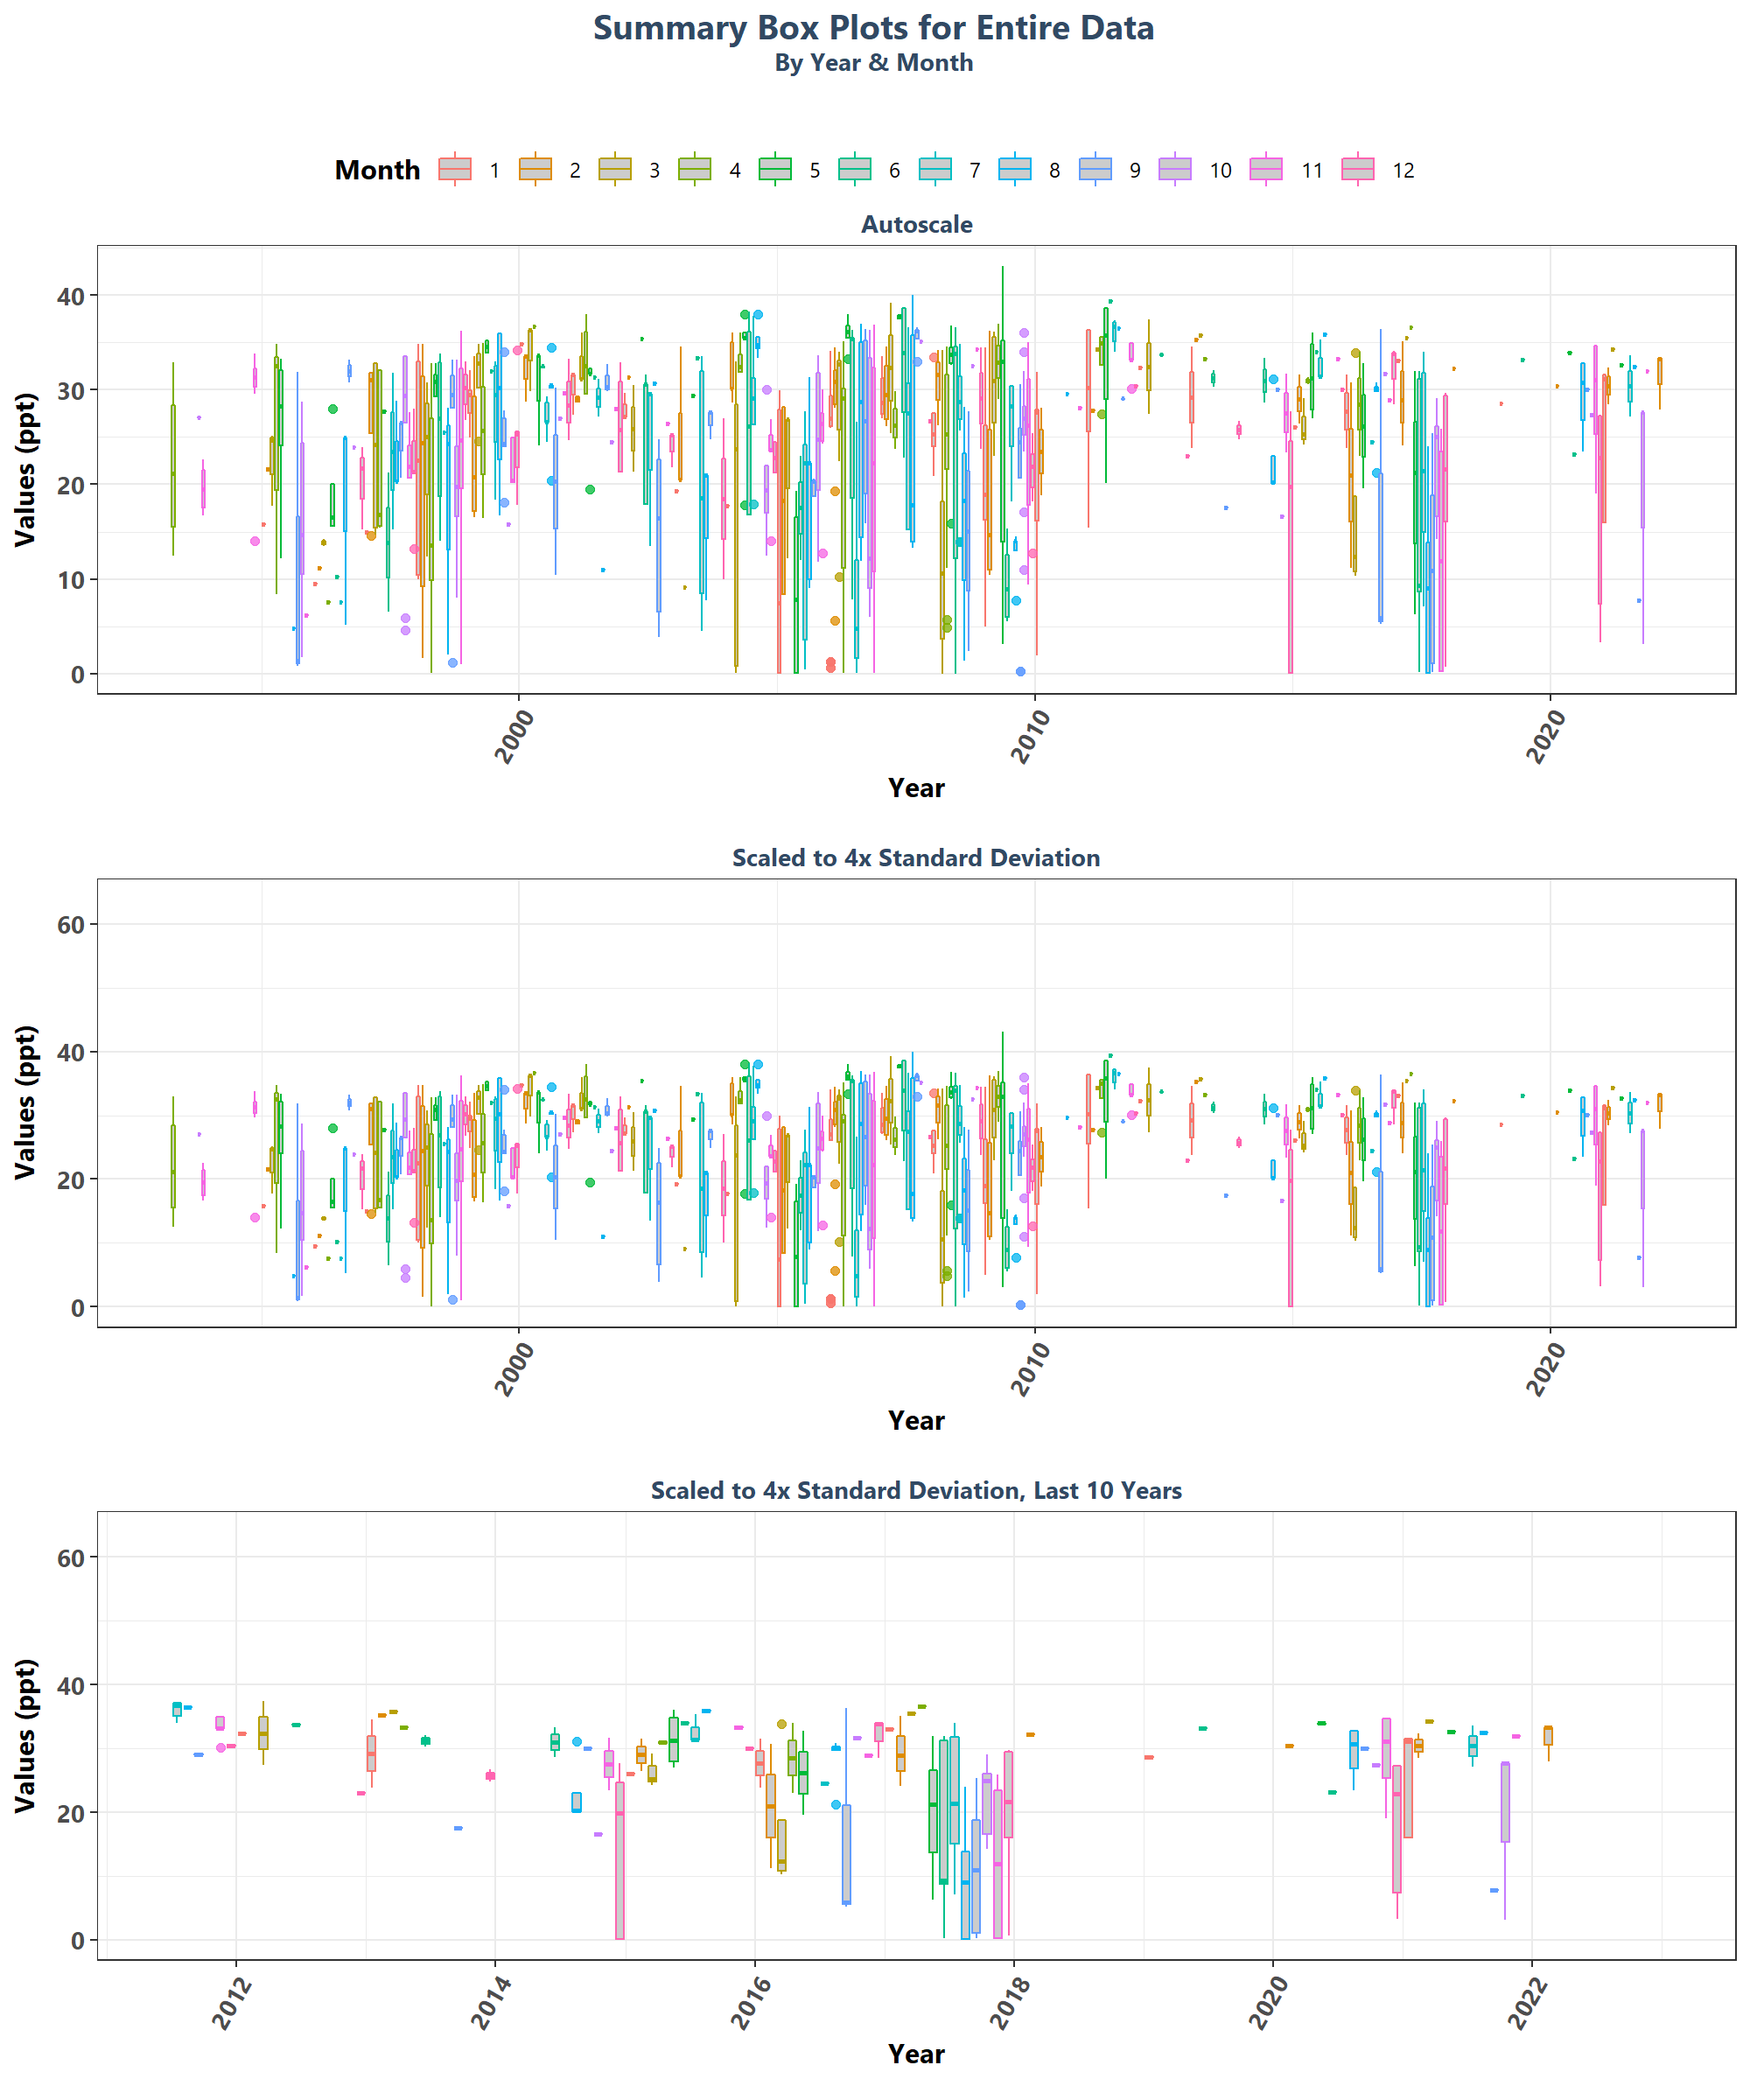 Summary Box Plots for Entire Data
By Year & Month
Month 1 2 3 4 5 6 7 8 9 10 11 12
Autoscale
Values (ppt)
40
30
20
10
0
2000 2010 2020
Year
Scaled to 4x Standard Deviation
Values (ppt)
60
40
20
0
2000 2010 2020
Year
Scaled to 4x Standard Deviation, Last 10 Years
Values (ppt)
60
40
20
0
2012 2014 2016 2018 2020 2022
Year